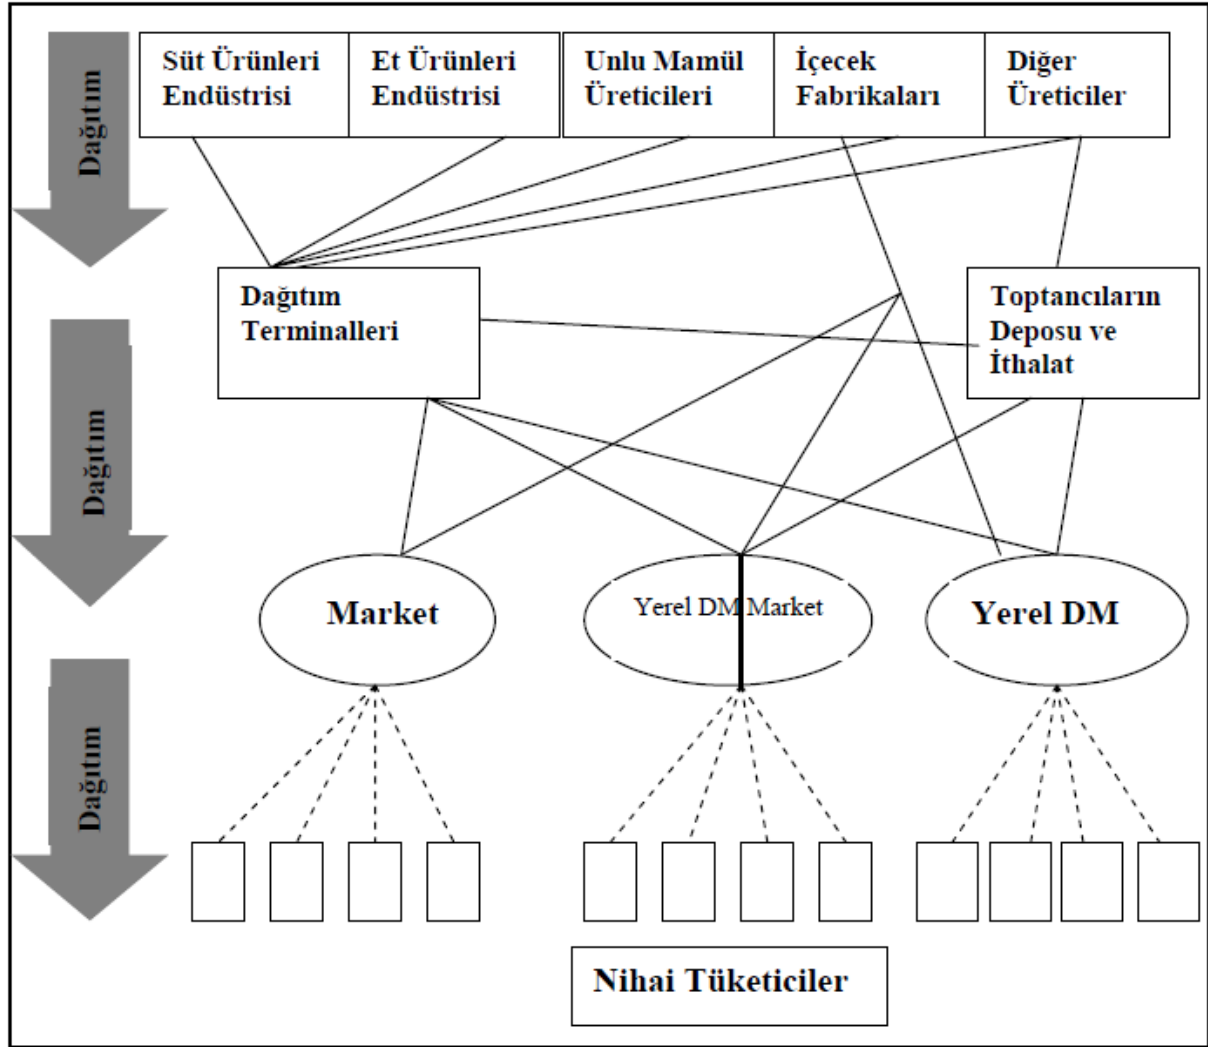 Dağıtım
Süt Ürünleri
Endüstrisi
Et Ürünleri
Endüstrisi
Unlu Mamül
Üreticileri
İçecek
Fabrikaları
Diğer
Üreticiler
Dağıtım
Dağıtım
Terminalleri
Toptancıların
Deposu ve
İthalat
Market
Yerel DM Market
Yerel DM
Dağıtım
Nihai Tüketiciler